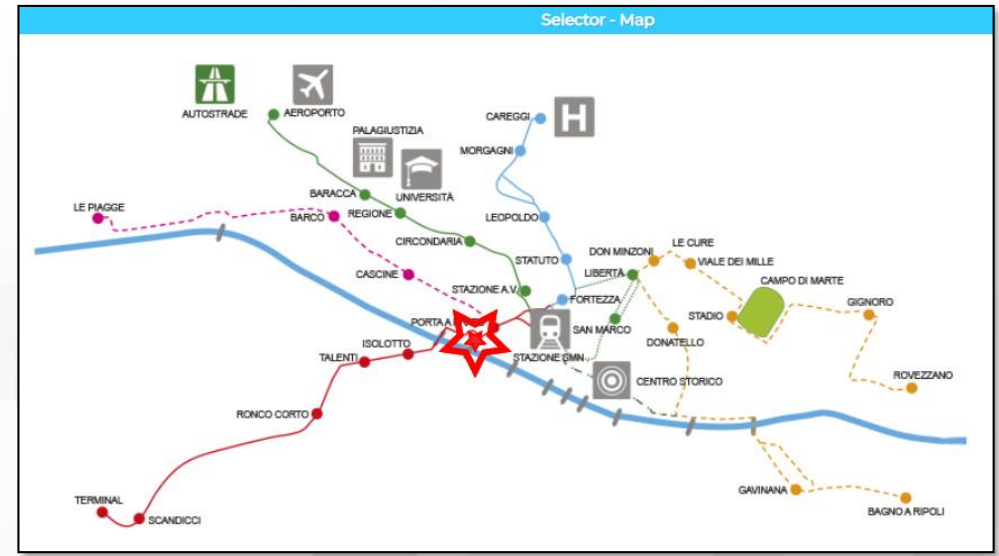 Selector - Map
AUTOSTRADE
AEROPORTO
CAREGGI
H
PALAGIUSTIZIA
MORGAGNI
BARACCA
UNIVERSITÀ
LE PIAGGE
BARCO
REGIONE
LEOPOLDO
CIRCONDARIA
DON MINZONI
LE CURE
STATUTO
VIALE DEI MILLE
CASCINE
LIBERTÀ
CAMPO DI MARTE
STAZIONE A.V.
FORTEZZA
GIGNORO
PORTA A
STADIO
SAN MARCO
ISOLOTTO
DONATELLO
TALENTI
STAZIONE SMN
ROVEZZANO
CENTRO STORICO
RONCO CORTO
GAVINANA
TERMINAL
BAGNO A RIPOLI
SCANDICCI